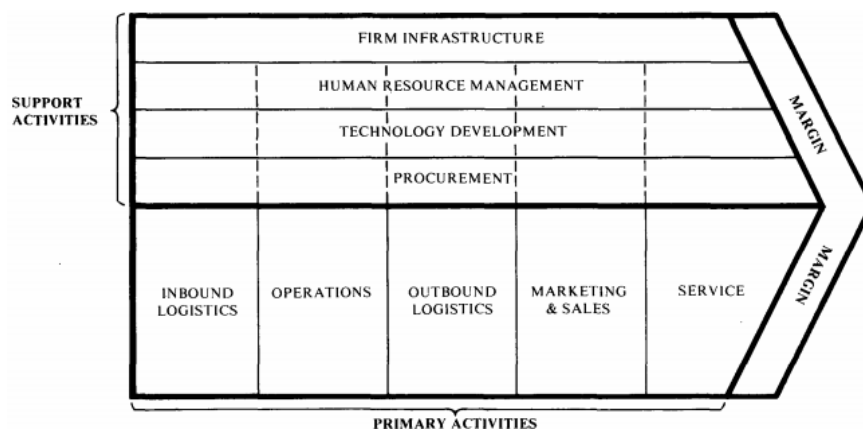 FIRM INFRASTRUCTURE
HUMAN RESOURCE MANAGEMENT
SUPPORT
ACTIVITIES
TECHNOLOGY DEVELOPMENT
PROCUREMENT
MARGIN
MARGIN
INBOUND
LOGISTICS
OPERATIONS
OUTBOUND
LOGISTICS
MARKETING
& SALES
SERVICE
PRIMARY ACTIVITIES